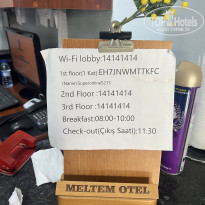 TopHotels
Wi-Fi lobby:14141414
1st floor(1 Kat):EH7JNWMTTKFC
2nd Floor :14141414
3rd Floor :14141414
Breakfast:08:00-10:00
Check-out(Çıkış Saati):11:30
MELTEM OTEL